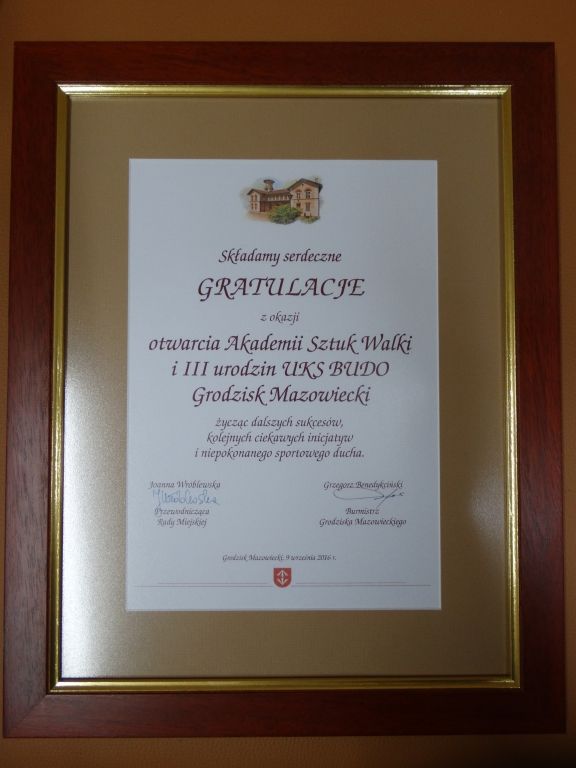 Składamy serdeczne
GRATULACJE
z okazji
otwarcia Akademii Sztuk Walki
i III urodzin UKS BUDO
Grodzisk Mazowiecki
życząc dalszych sukcesów,
kolejnych ciekawych inicjatyw
i niepokonanego sportowego ducha.
Joanna Wróblewska
JWróblewska
Przewodnicząca
Rady Miejskiej
Grzegorz Benedykciński
Burmistrz
Grodziska Mazowieckiego
Grodzisk Mazowiecki, 9 września 2016 r.